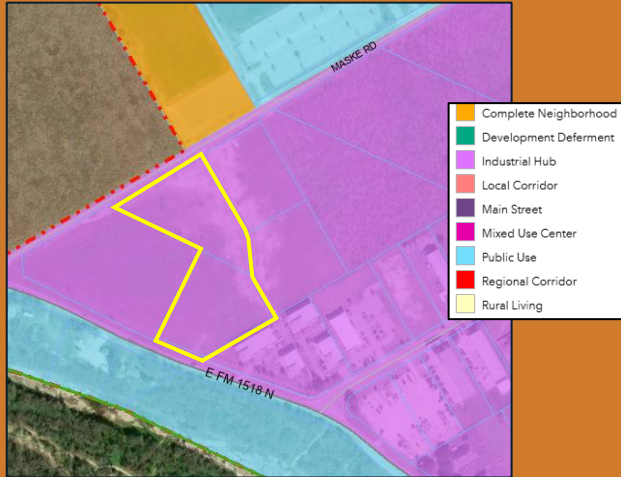 MASKE RD
Complete Neighborhood
Development Deferment
Industrial Hub
Local Corridor
Main Street
Mixed Use Center
Public Use
Regional Corridor
Rural Living
E FM 1518 N